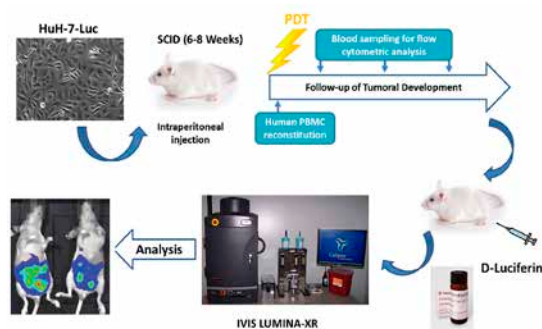 HuH-7-Luc
SCID (6-8 Weeks)
Intraperitoneal
injection
PDT
Blood sampling for flow
cytometric analysis
Follow-up of Tumoral Development
Human PBMC
reconstitution
D-Luciferin
IVIS LUMINA-XR
Analysis